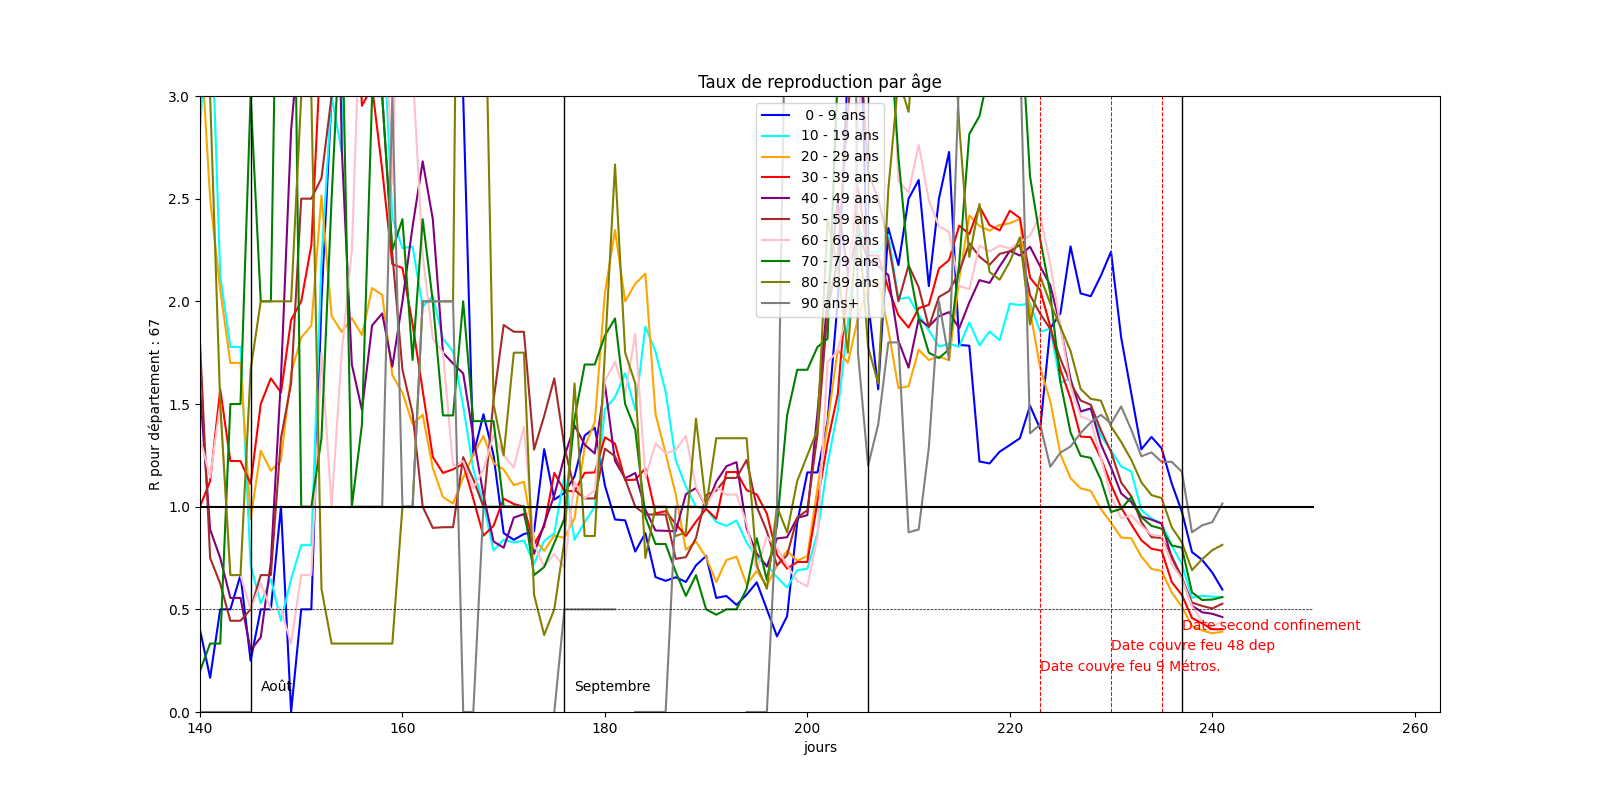 Taux de reproduction par âge
R pour département : 67
3.0
2.5
2.0
1.5
1.0
0.5
0.0
0 - 9 ans
10 - 19 ans
20 - 29 ans
30 - 39 ans
40 - 49 ans
50 - 59 ans
60 - 69 ans
70 - 79 ans
80 - 89 ans
90 ans+
Date second confinement
Date couvre feu 48 dep
Date couvre feu 9 Métros.
Août
Septembre
140 160 180 200 220 240 260
jours